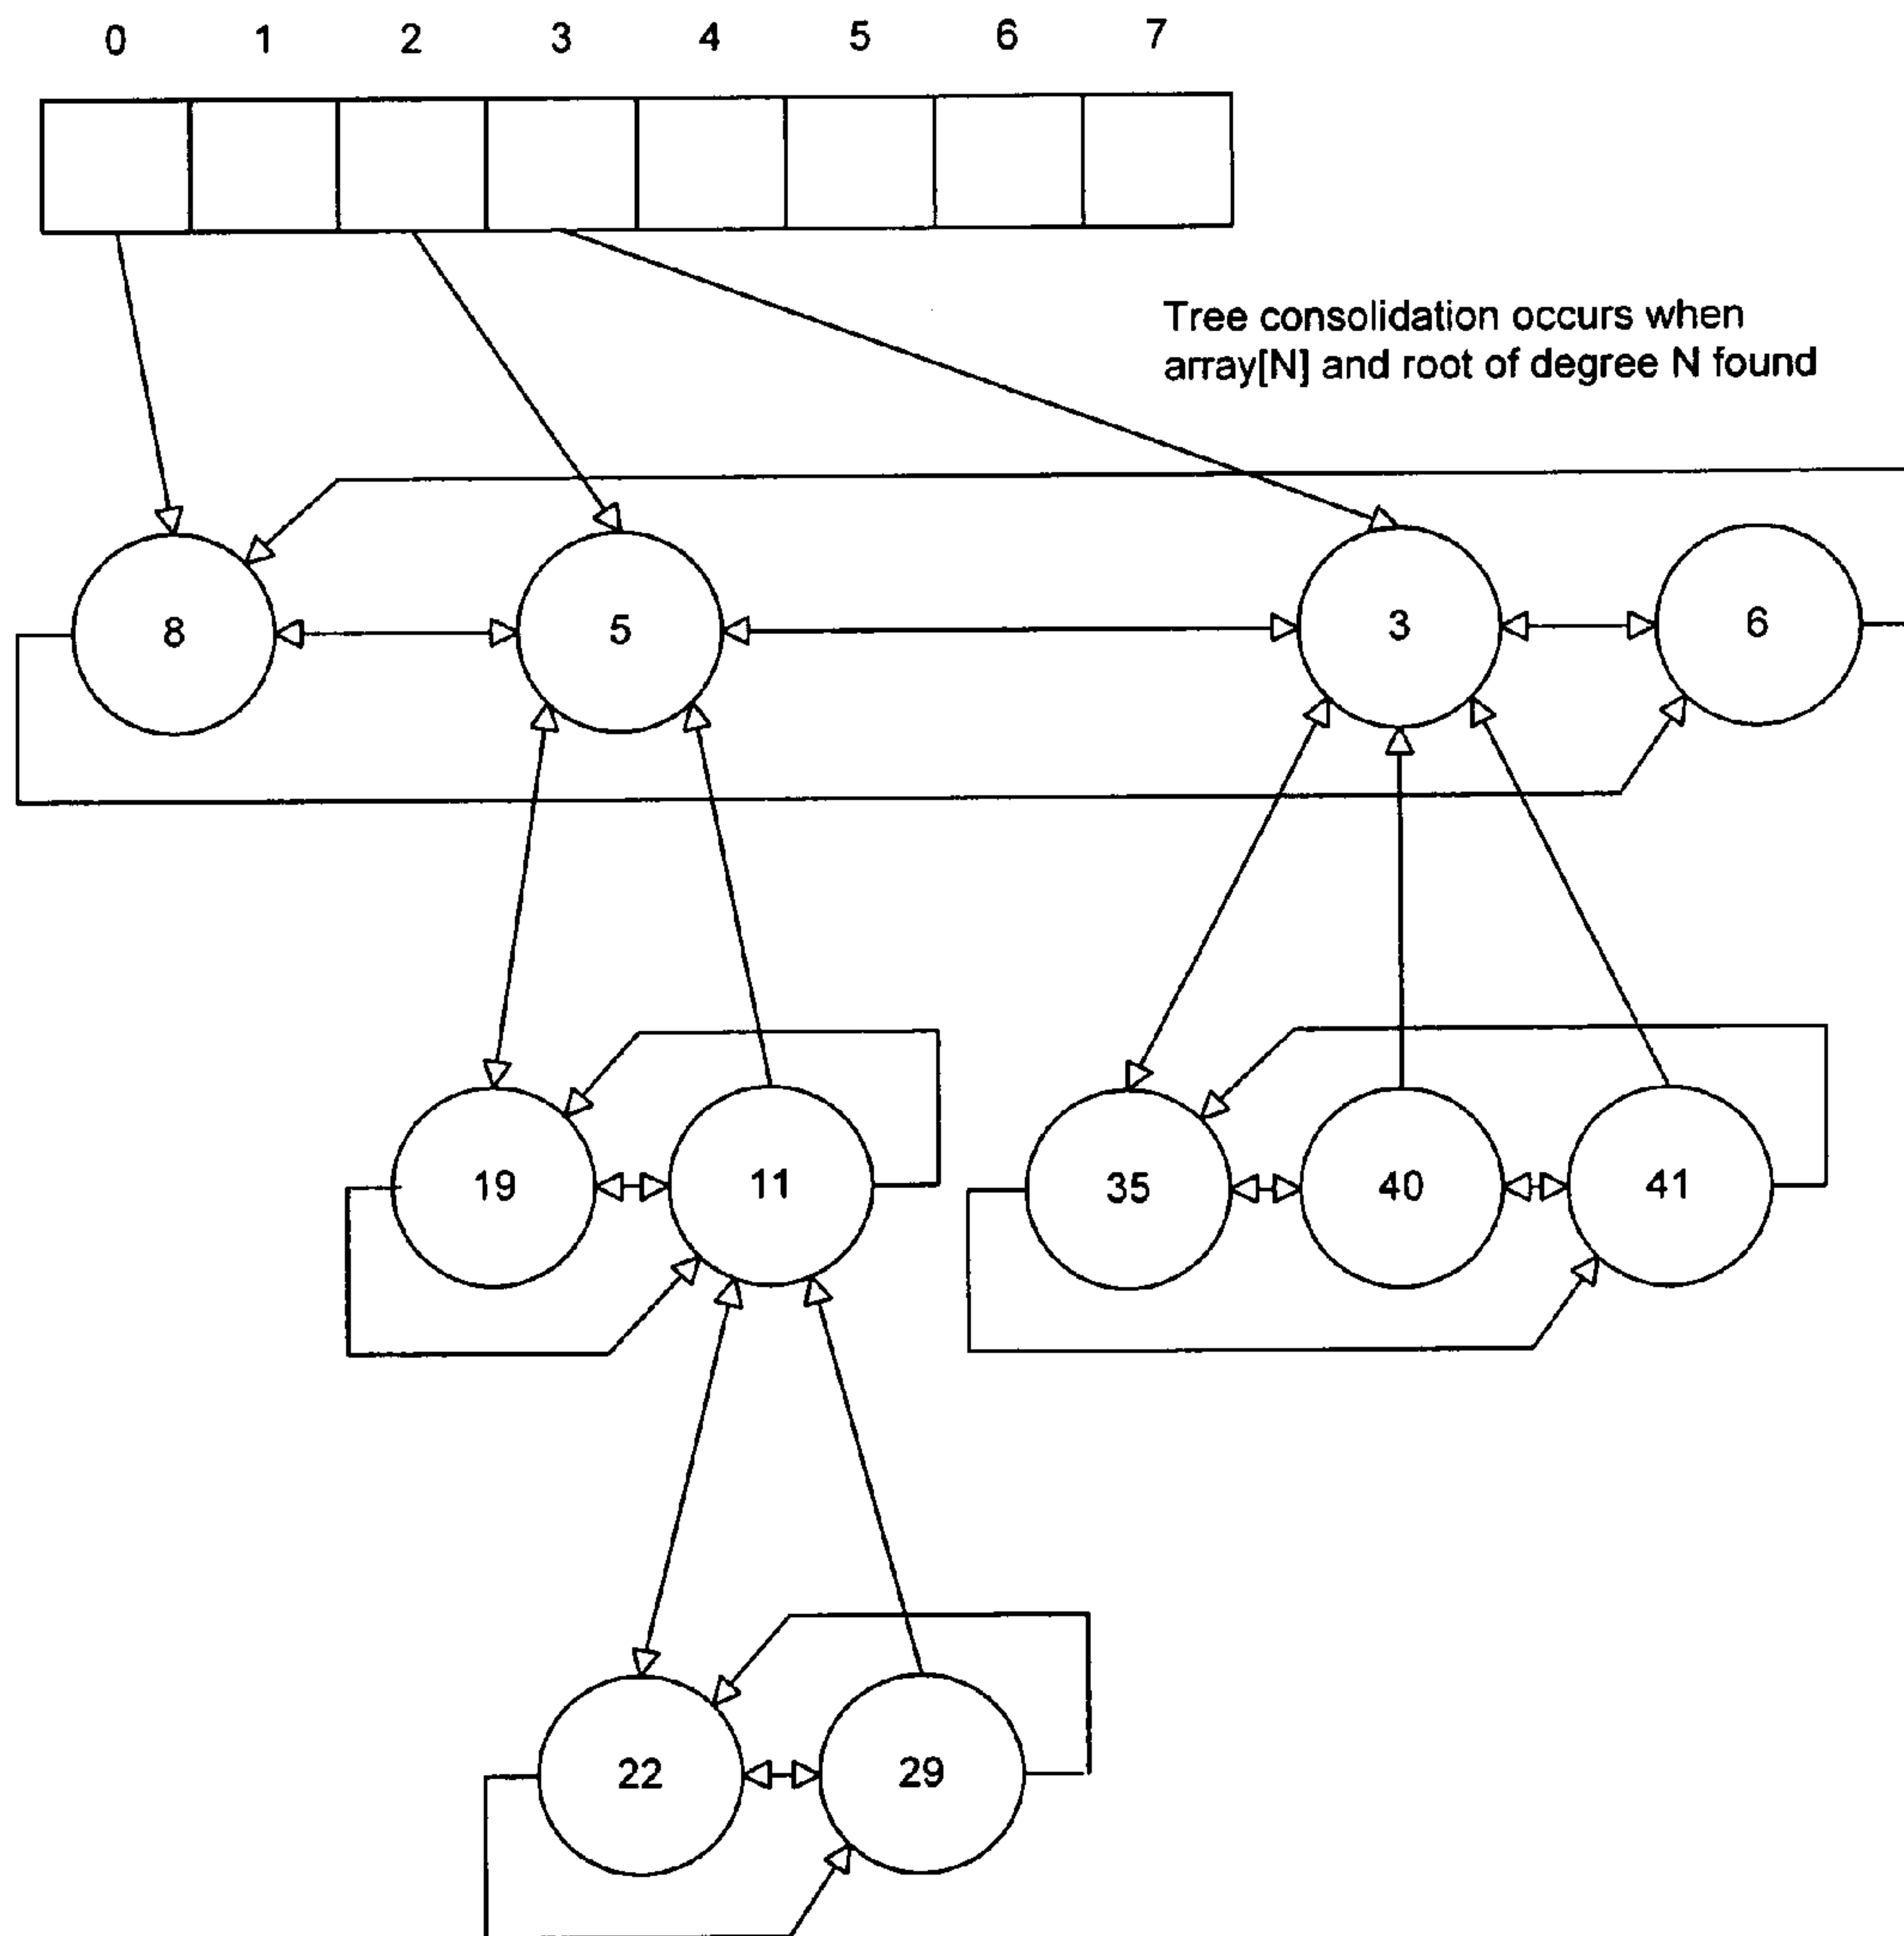 0 1 2 3 4 5 6 7
Tree consolidation occurs when
array[N] and root of degree N found
8 5 3 6
19 11 35 40 41
22 29